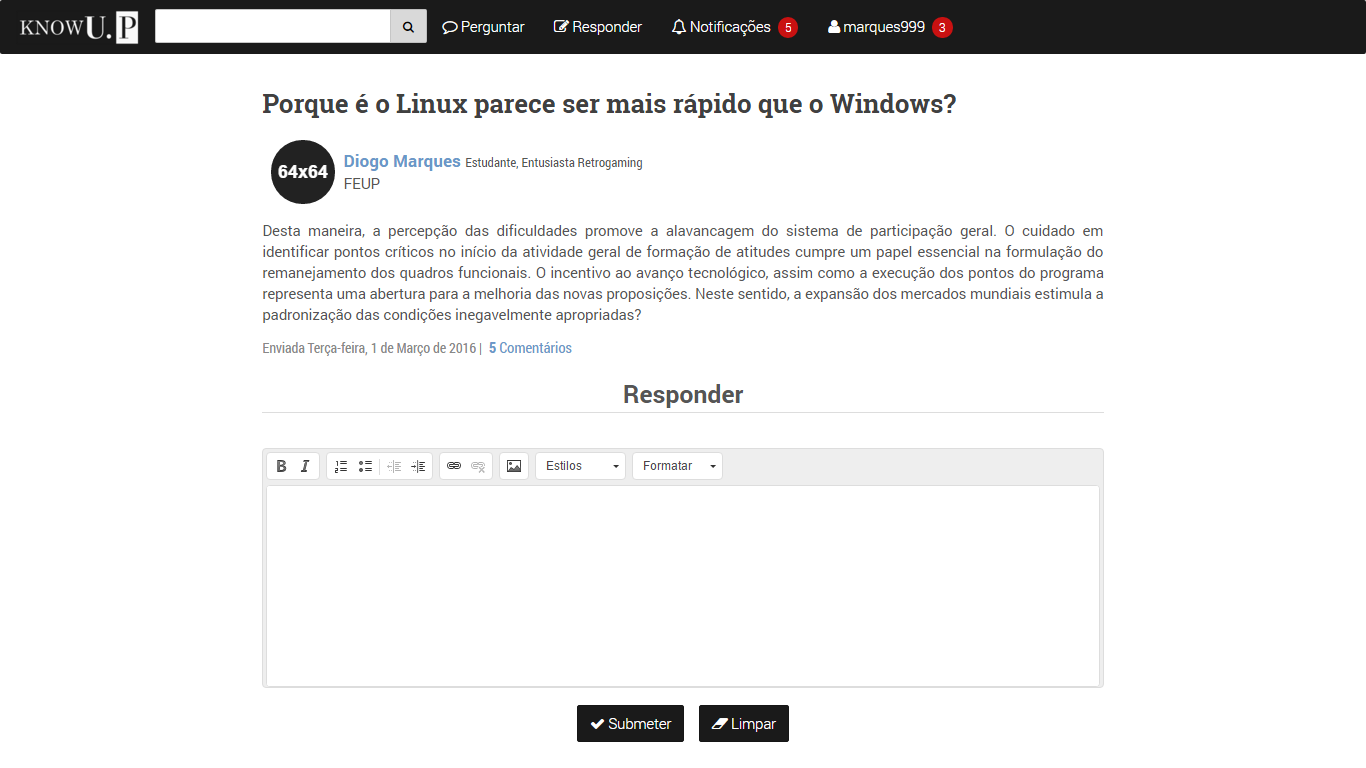 KNOWU.P Perguntar Responder Notificações 5 marques999 3
Porque é o Linux parece ser mais rápido que o Windows?
64x64
Diogo Marques Estudante, Entusiasta Retrogaming
FEUP
Desta maneira, a percepção das dificuldades promove a alavancagem do sistema de participação geral. O cuidado em
identificar pontos críticos no início da atividade geral de formação de atitudes cumpre um papel essencial na formulação do
remanejamento dos quadros funcionais. O incentivo ao avanço tecnológico, assim como a execução dos pontos do programa
representa uma abertura para a melhoria das novas proposições. Neste sentido, a expansão dos mercados mundiais estimula a
padronização das condições inegavelmente apropriadas?
Enviada Terça-feira, 1 de Março de 2016 | 5 Comentários
Responder
B I Estilos Formatar
Submeter Limpar